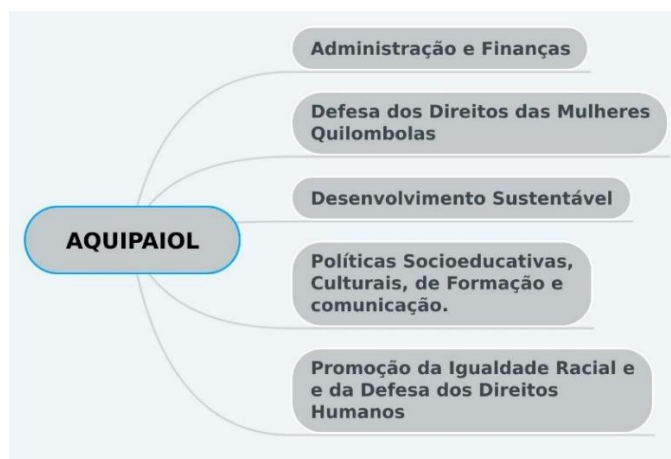 Administração e Finanças
Defesa dos Direitos das Mulheres
Quilombolas
Desenvolvimento Sustentável
AQUIPAIOL
Políticas Socioeducativas,
Culturais, de Formação e
comunicação.
Promoção da Igualdade Racial e
e da Defesa dos Direitos
Humanos